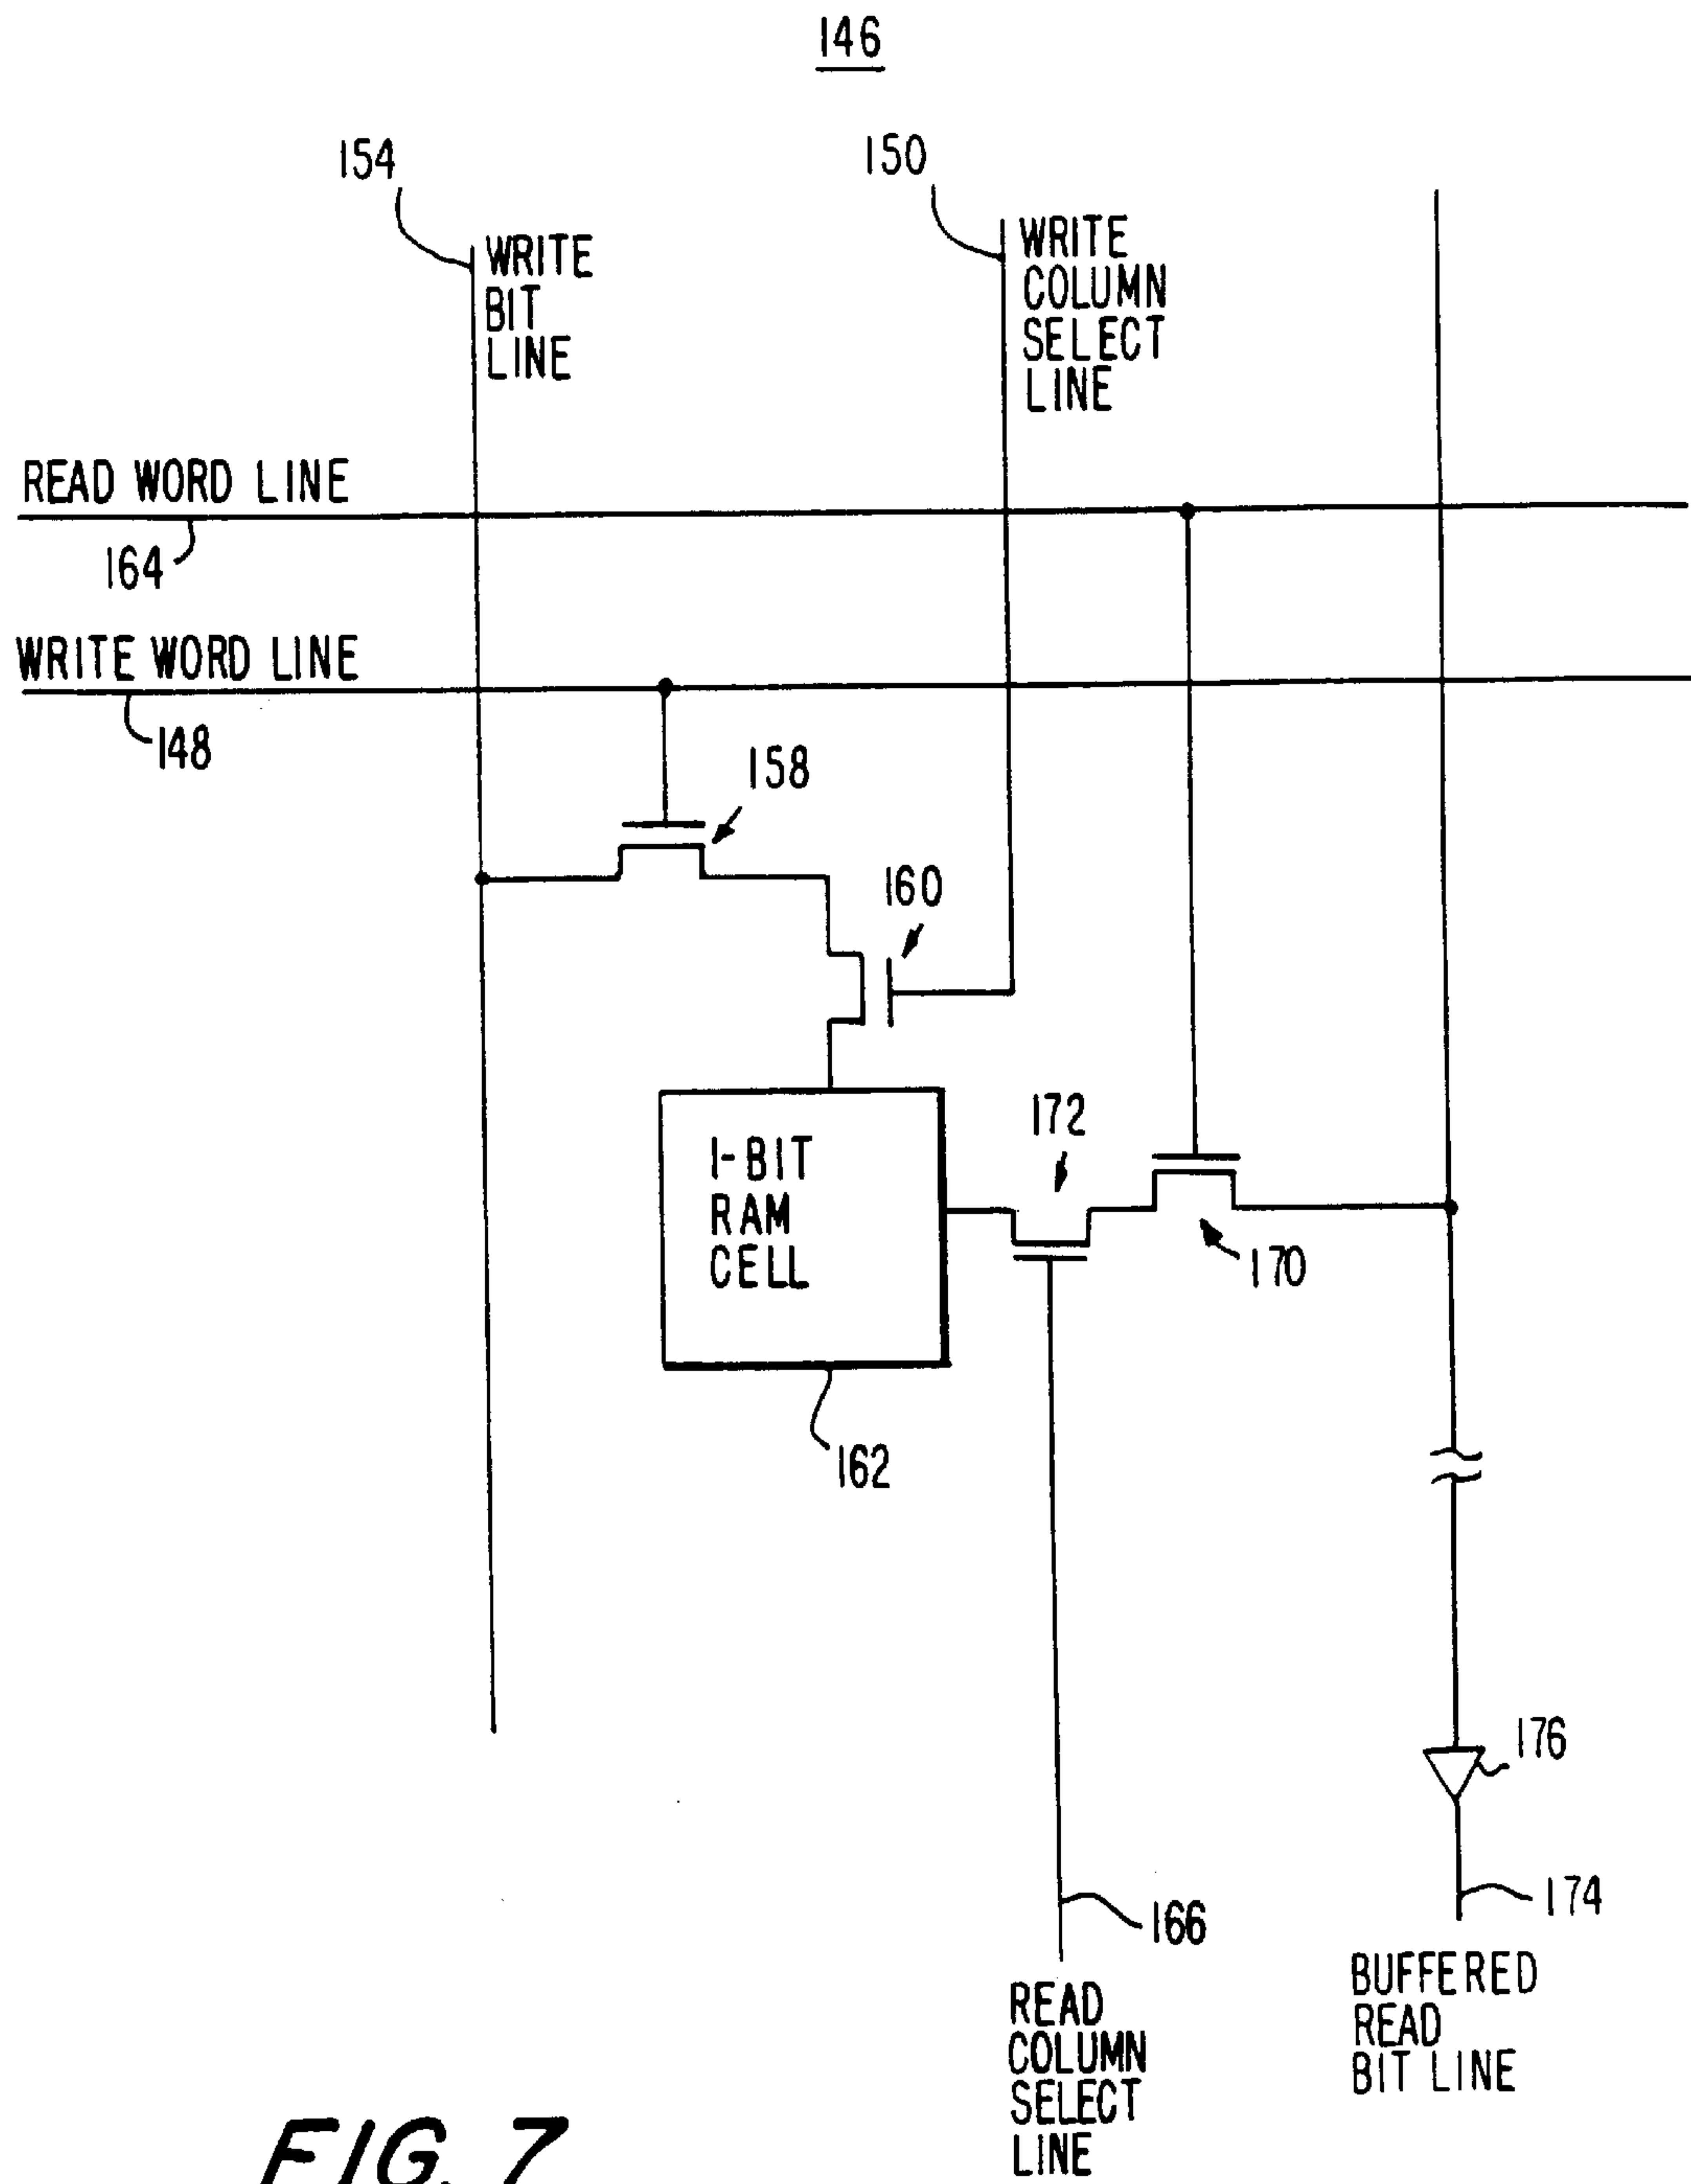 146
154
150
WRITE
BIT
LINE
WRITE
COLUMN
SELECT
LINE
READ WORD LINE
164
WRITE WORD LINE
148
158
160
172
1-BIT
RAM
CELL
170
162
176
174
166
BUFFERED
READ
BIT LINE
READ
COLUMN
SELECT
LINE
FIG. 7